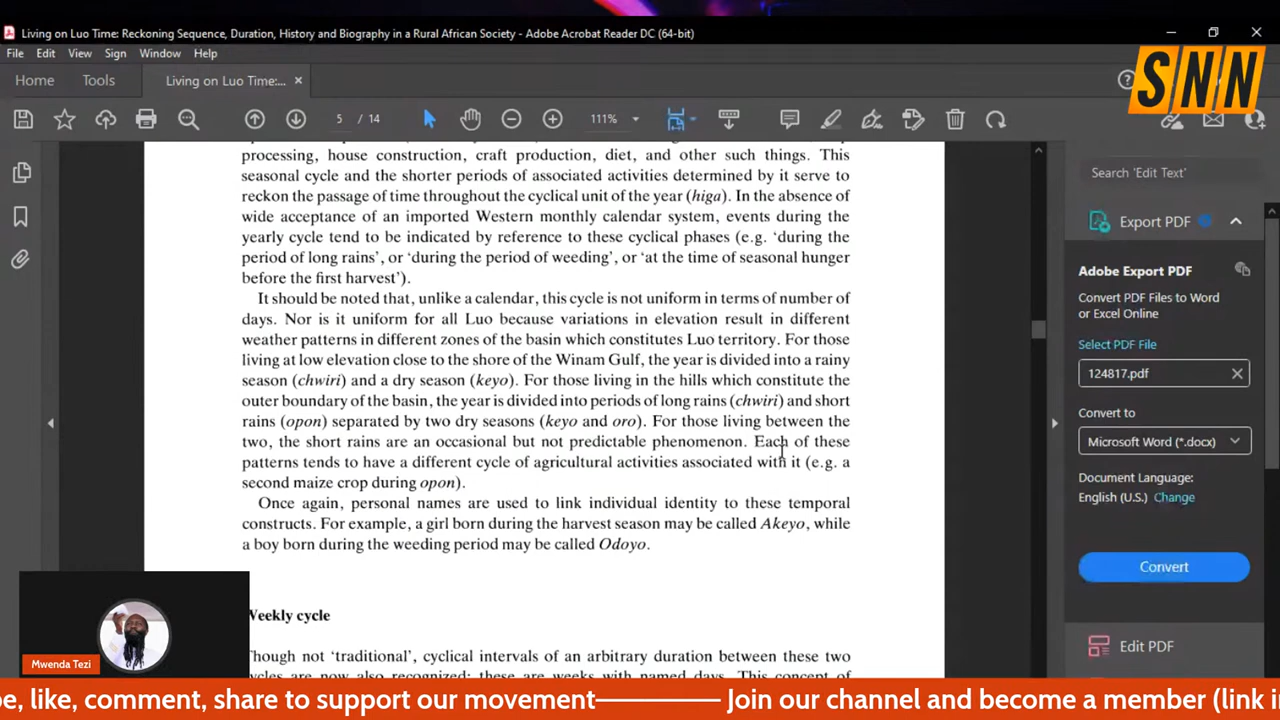 Living on Luo Time: Reckoning Sequence, Duration, History and Biography in a Rural African Society - Adobe Acrobat Reader DC (64-bit)
File Edit View Window Sign Help
Home Tools Living on Luo Time:... ×
SNN
5 / 14 111%
processing, house construction, craft production, diet, and other such things. This
seasonal cycle and the shorter periods of associated activities determined by it serve to
reckon the passage of time throughout the cyclical unit of the year (higa). In the absence of
wide acceptance of an imported Western monthly calendar system, events during the
yearly cycle tend to be indicated by reference to these cyclical phases (e.g. ‘during the
period of long rains’, or ‘during the period of weeding’, or ‘at the time of seasonal hunger
before the first harvest’).
It should be noted that, unlike a calendar, this cycle is not uniform in terms of number of
days. Nor is it uniform for all Luo because variations in elevation result in different
weather patterns in different zones of the basin which constitutes Luo territory. For those
living at low elevation close to the shore of the Winam Gulf, the year is divided into a rainy
season (chwiri) and a dry season (keyo). For those living in the hills which constitute the
outer boundary of the basin, the year is divided into periods of long rains (chwiri) and short
rains (opon) separated by two dry seasons (keyo and oro). For those living between the
two, the short rains are an occasional but not predictable phenomenon. Each of these
patterns tends to have a different cycle of agricultural activities associated with it (e.g. a
second maize crop during opon).
Once again, personal names are used to link individual identity to these temporal
constructs. For example, a girl born during the harvest season may be called Akeyo, while
a boy born during the weeding period may be called Odoyo.
Weekly cycle
Though not ‘traditional’, cyclical intervals of an arbitrary duration between these two
cycles are now also recognized; these are weeks with named days. This concept of
Search 'Edit Text'
Export PDF
Adobe Export PDF
Convert PDF Files to Word
or Excel Online
Select PDF File
124817.pdf
Convert to
Microsoft Word (*.docx)
Document Language:
English (U.S.) Change
Convert
Edit PDF
Mwenda Tezi
e, like, comment, share to support our movement————— Join our channel and become a member (link i